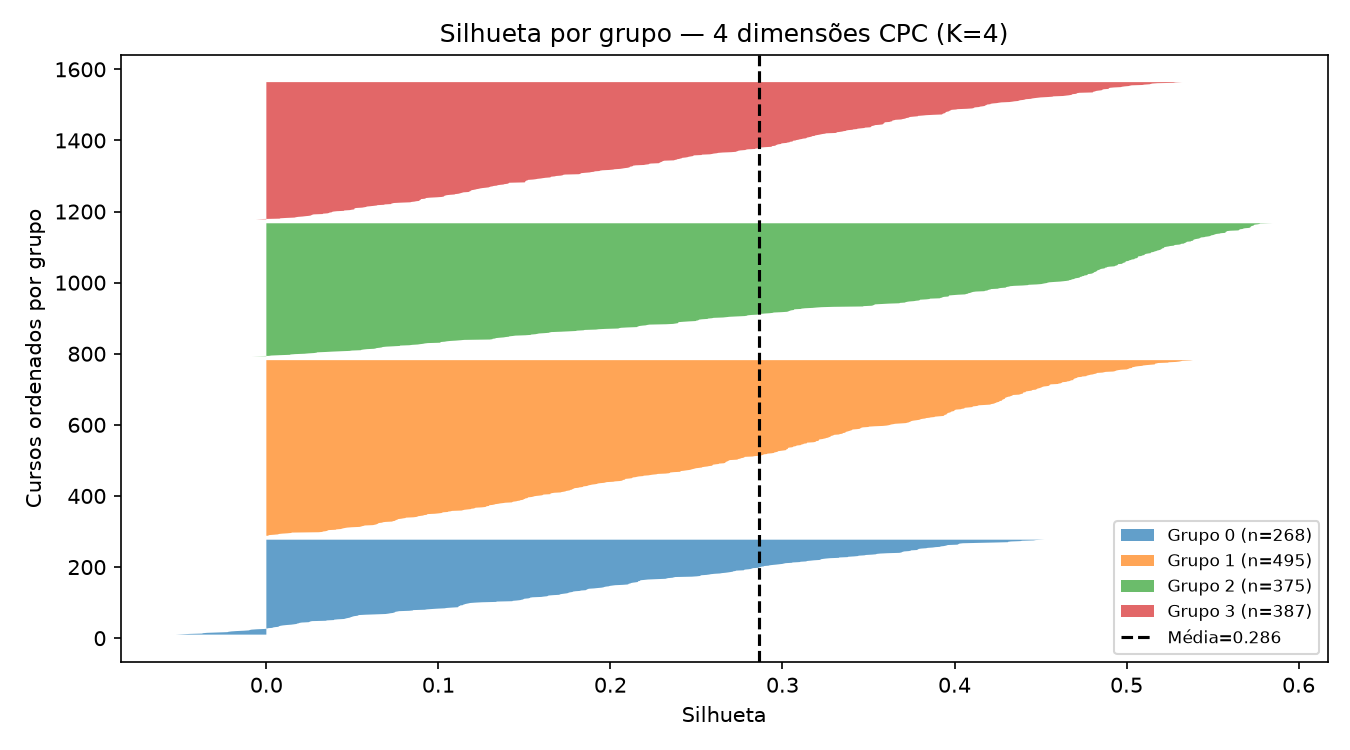 Silhueta por grupo — 4 dimensões CPC (K=4)
1600
1400
1200
1000
800
600
400
200
0
Cursos ordenados por grupo
Grupo 0 (n=268)
Grupo 1 (n=495)
Grupo 2 (n=375)
Grupo 3 (n=387)
Média=0.286
0.0 0.1 0.2 0.3 0.4 0.5 0.6
Silhueta